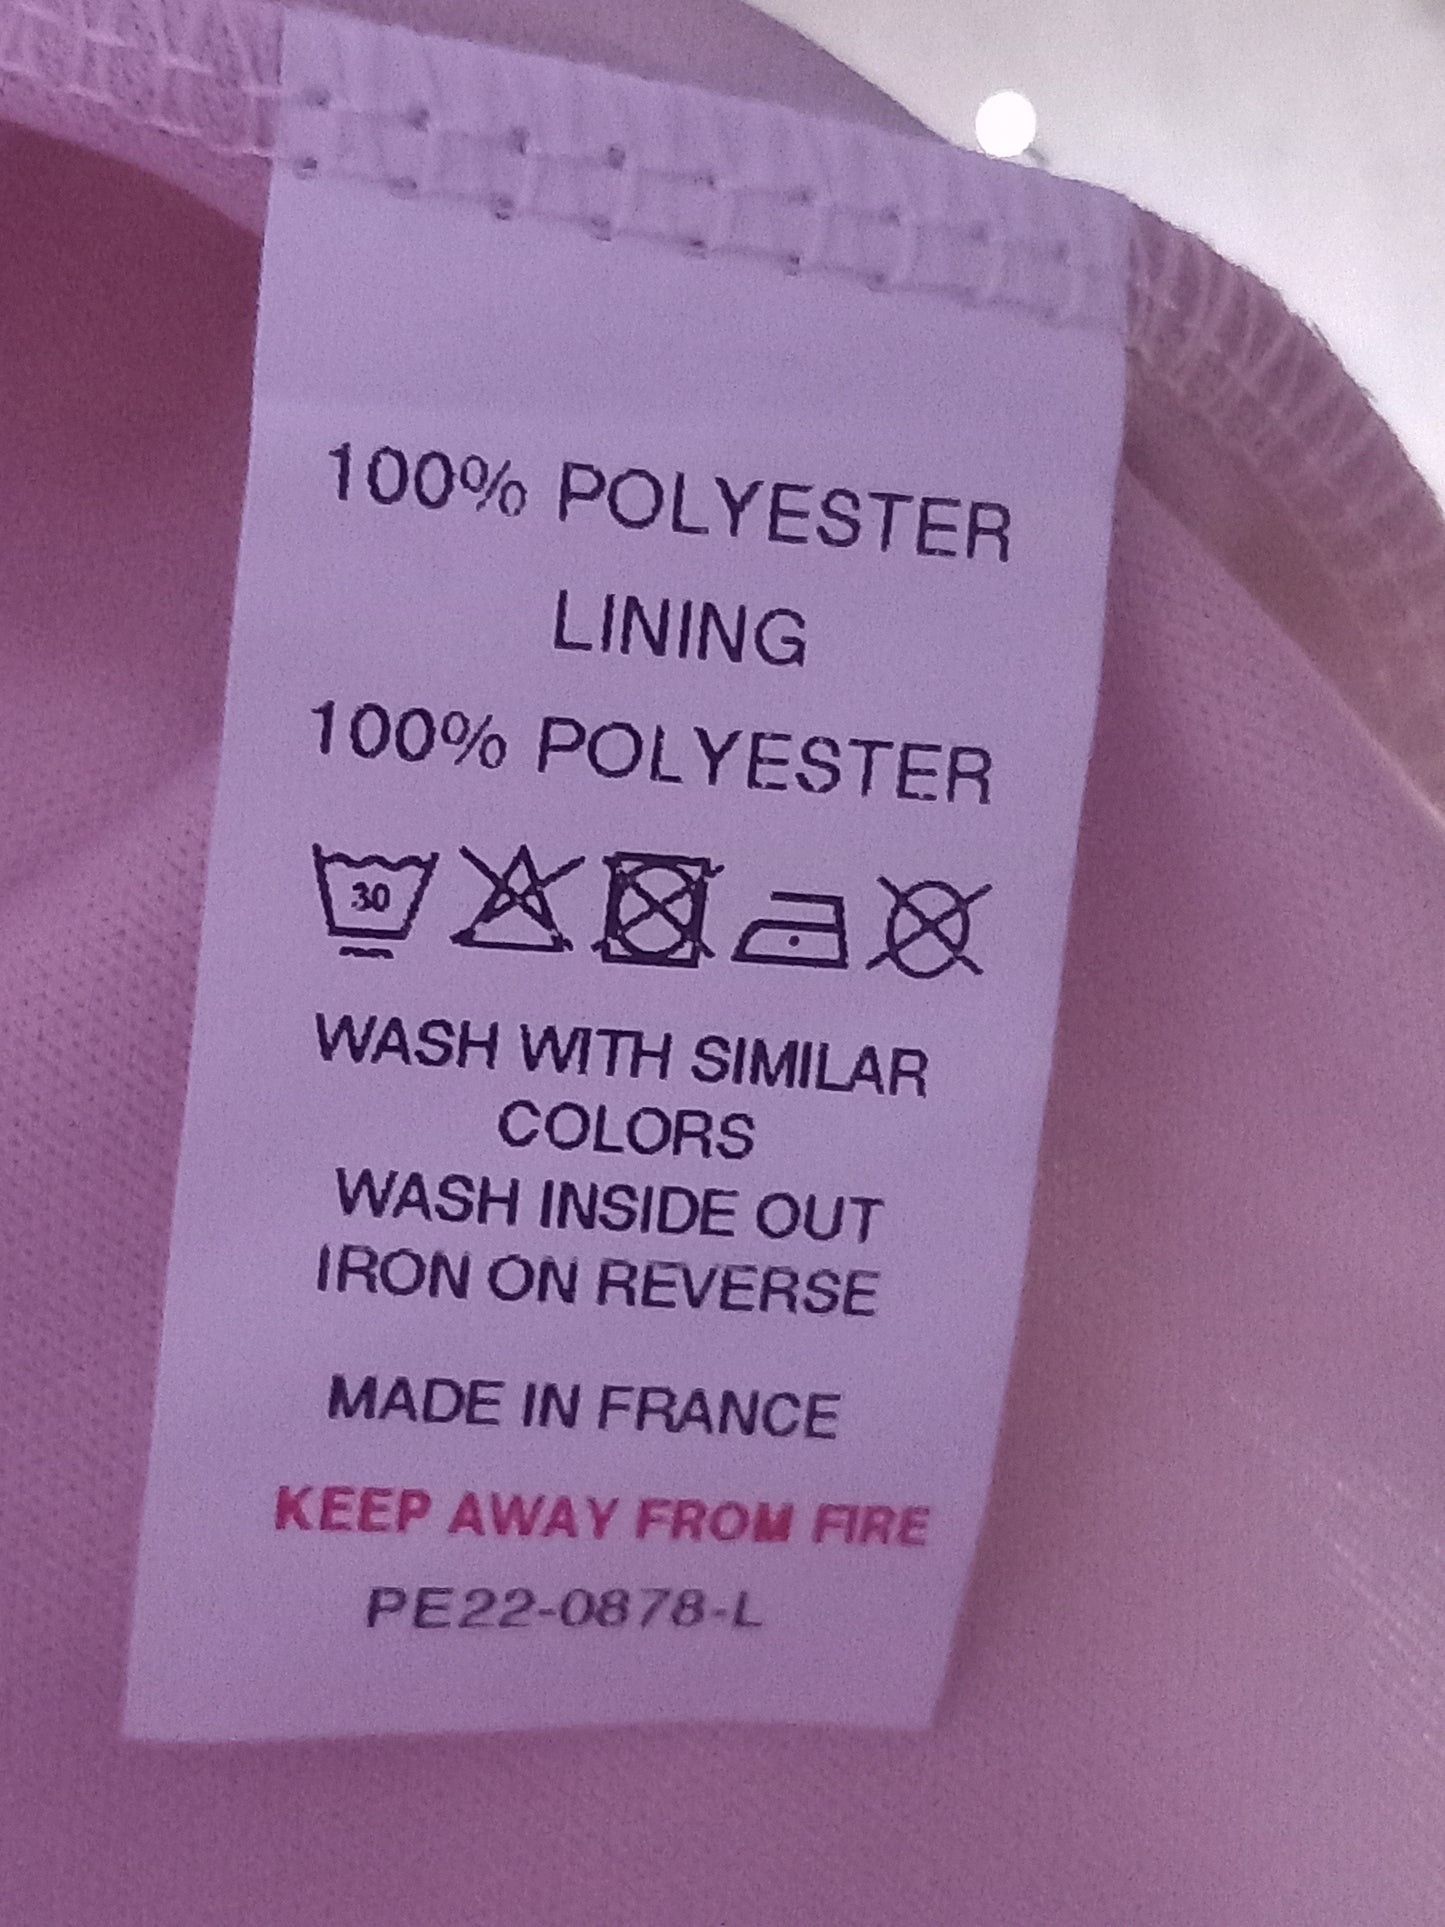 100% POLYESTER
LINING
100% POLYESTER
30
WASH WITH SIMILAR
COLORS
WASH INSIDE OUT
IRON ON REVERSE
MADE IN FRANCE
KEEP AWAY FROM FIRE
PE22-0878-L